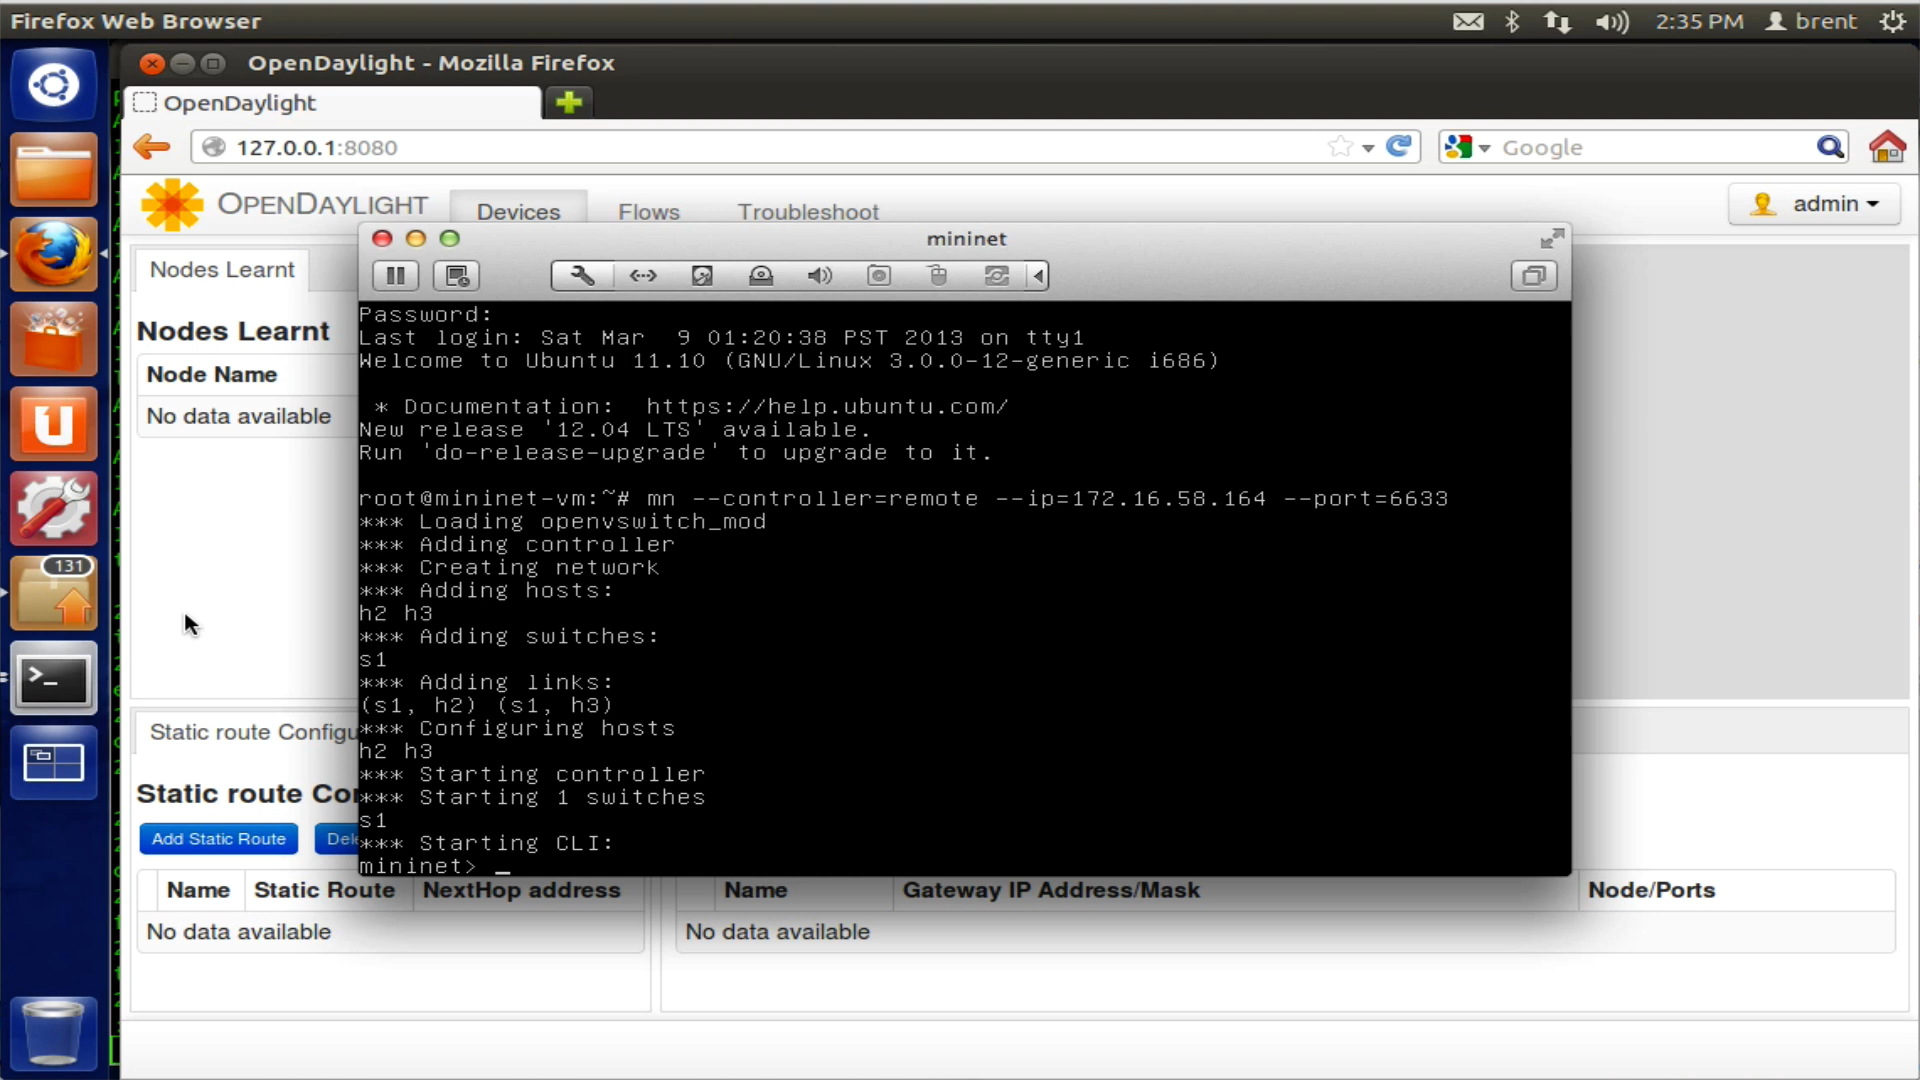 Firefox Web Browser
2:35 PM
brent
OpenDaylight - Mozilla Firefox
OpenDaylight
127.0.0.1:8080
Google
OPENDAYLIGHT
Devices
Flows
Troubleshoot
admin
mininet
Nodes Learnt
Nodes Learnt
Node Name
No data available
Password:
Last login: Sat Mar  9 01:20:38 PST 2013 on tty1
Welcome to Ubuntu 11.10 (GNU/Linux 3.0.0-12-generic i686)
* Documentation:  https://help.ubuntu.com/
New release '12.04 LTS' available.
Run 'do-release-upgrade' to upgrade to it.
root@mininet-vm:~# mn --controller=remote --ip=172.16.58.164 --port=6633
*** Loading openvswitch_mod
*** Adding controller
*** Creating network
*** Adding hosts:
h2 h3
*** Adding switches:
s1
*** Adding links:
(s1, h2) (s1, h3)
*** Configuring hosts
h2 h3
*** Starting controller
*** Starting 1 switches
s1
*** Starting CLI:
mininet> _
131
Static route Configu
Static route Co
Add Static Route
Del
Name
Static Route
NextHop address
No data available
Name
Gateway IP Address/Mask
Node/Ports
No data available